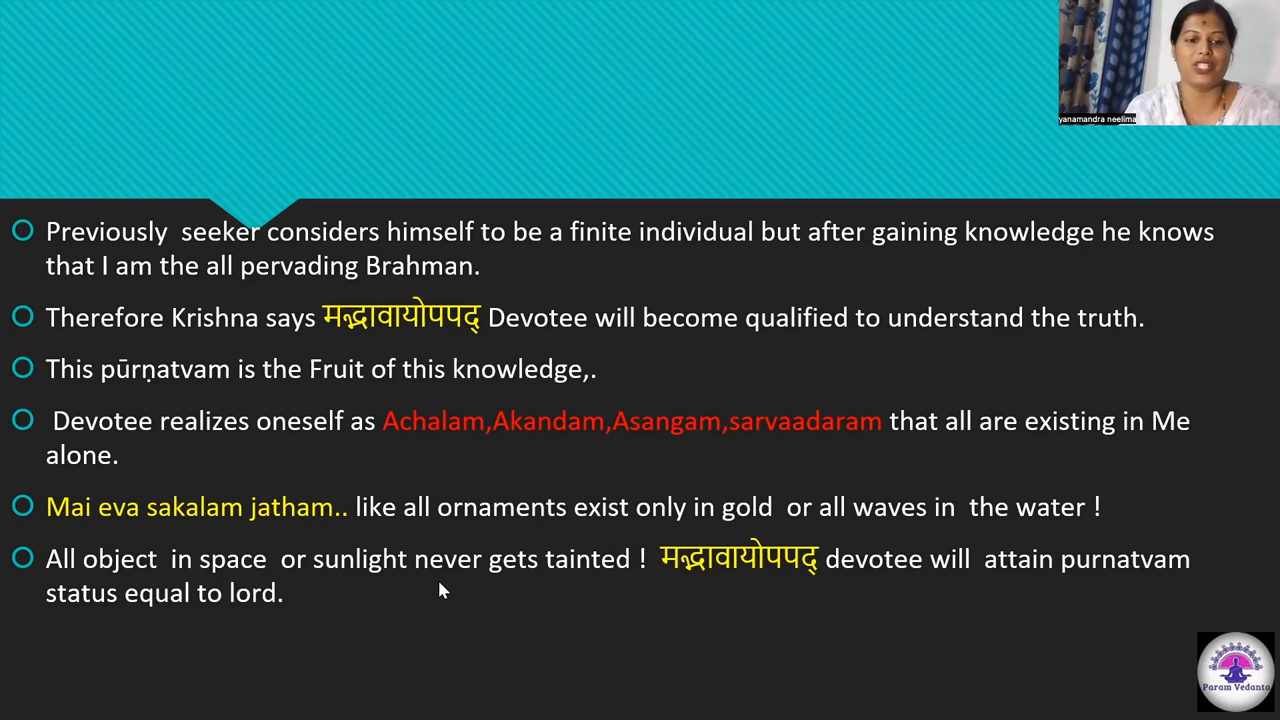 yanamandra neelima
Previously seeker considers himself to be a finite individual but after gaining knowledge he knows
that I am the all pervading Brahman.
Therefore Krishna says मद्भावायोपपद् Devotee will become qualified to understand the truth.
This pūrṇatvam is the Fruit of this knowledge,.
Devotee realizes oneself as Achalam,Akandam,Asangam,sarvaadaram that all are existing in Me
alone.
Mai eva sakalam jatham.. like all ornaments exist only in gold or all waves in the water !
All object in space or sunlight never gets tainted ! मद्भावायोपपद् devotee will attain purnatvam
status equal to lord.
Param Vedanta